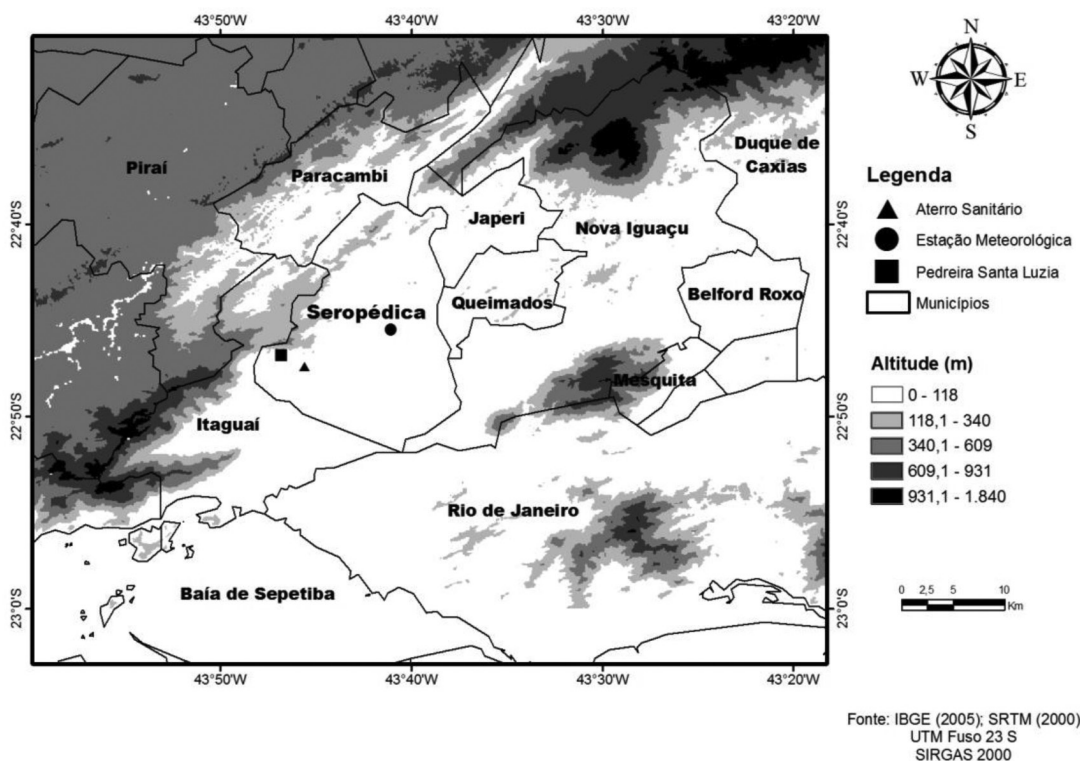 43°50'W
43°40'W
43°30'W
43°20'W
N
W
E
S
Piraí
Paracambi
Duque de
Caxias
Japeri
Nova Iguaçu
22°40'S
22°40'S
Queimados
Belford Roxo
Seropédica
Mesquita
Itaguaí
22°50'S
22°50'S
Rio de Janeiro
Baía de Sepetiba
23°0'S
23°0'S
43°50'W
43°40'W
43°30'W
43°20'W
Legenda
Aterro Sanitário
Estação Meteorológica
Pedreira Santa Luzia
Municípios
Altitude (m)
0 - 118
118,1 - 340
340,1 - 609
609,1 - 931
931,1 - 1.840
0 2,5 5 10
Km
Fonte: IBGE (2005); SRTM (2000)
UTM Fuso 23 S
SIRGAS 2000